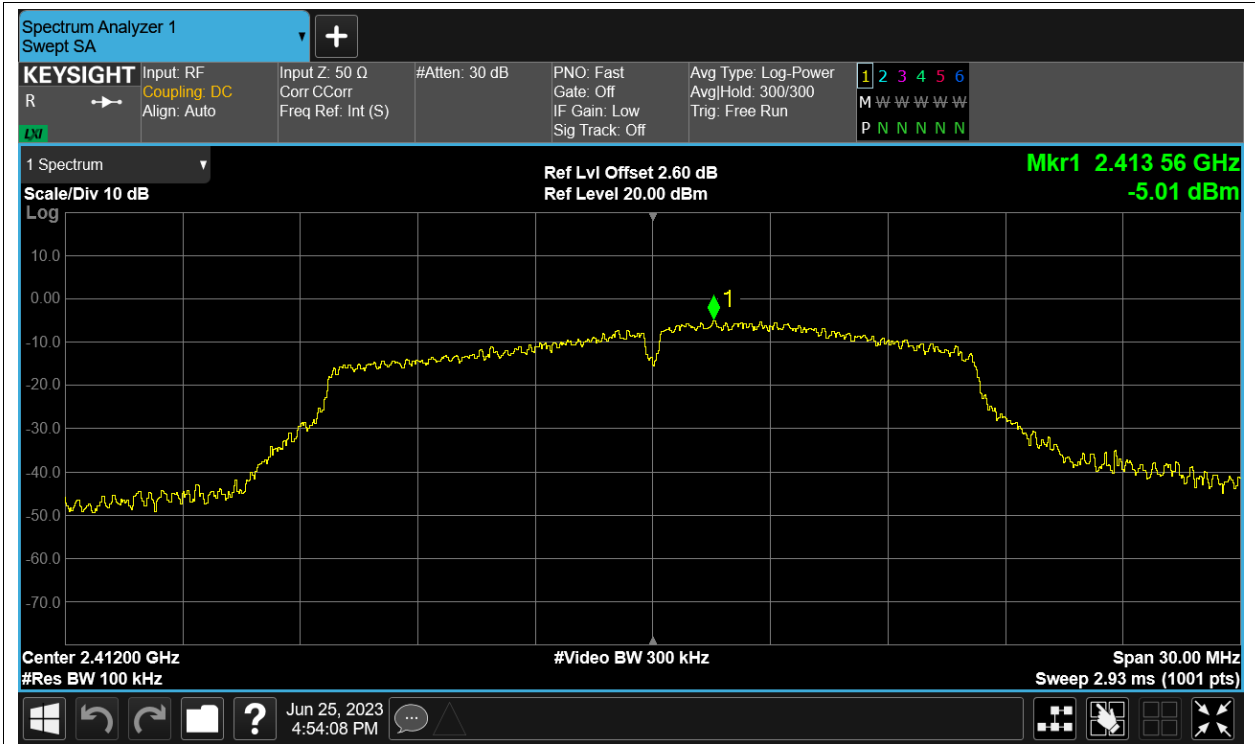 Spectrum Analyzer 1
Swept SA
KEYSIGHT
R
LXI
Input: RF
Coupling: DC
Align: Auto
Input Z: 50 Ω
Corr CCorr
Freq Ref: Int (S)
#Atten: 30 dB
PNO: Fast
Gate: Off
IF Gain: Low
Sig Track: Off
Avg Type: Log-Power
Avg|Hold: 300/300
Trig: Free Run
1 2 3 4 5 6
M W W W W W
P N N N N N
1 Spectrum
Scale/Div 10 dB
Log
Ref Lvl Offset 2.60 dB
Ref Level 20.00 dBm
Mkr1 2.413 56 GHz
-5.01 dBm
10.0
0.00
-10.0
-20.0
-30.0
-40.0
-50.0
-60.0
-70.0
1
Center 2.41200 GHz
#Res BW 100 kHz
#Video BW 300 kHz
Span 30.00 MHz
Sweep 2.93 ms (1001 pts)
?
Jun 25, 2023
4:54:08 PM